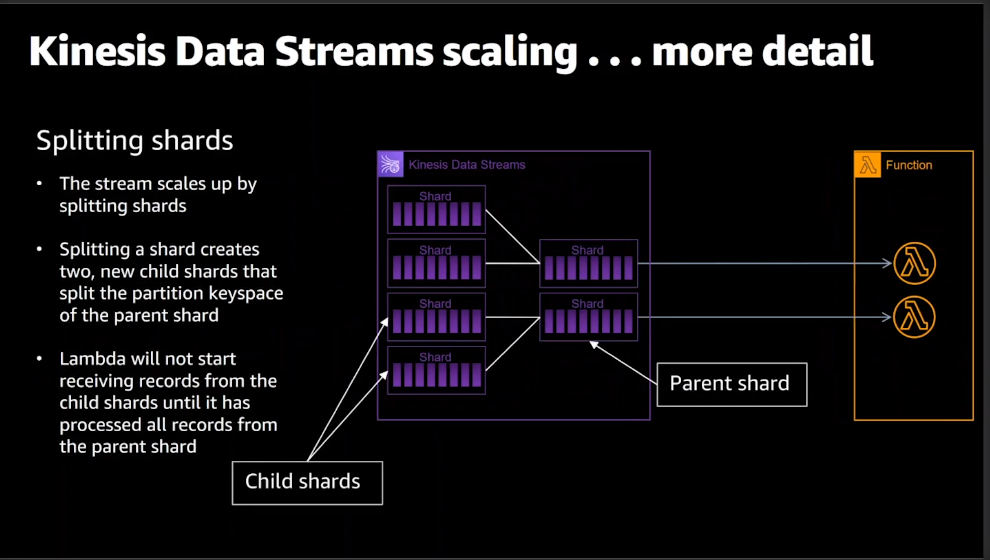 Kinesis Data Streams scaling . . . more detail
Splitting shards
• The stream scales up by
splitting shards
• Splitting a shard creates
two, new child shards that
split the partition keyspace
of the parent shard
• Lambda will not start
receiving records from the
child shards until it has
processed all records from
the parent shard
Kinesis Data Streams
Shard
Shard
Shard
Shard
Shard
Shard
Function
Parent shard
Child shards